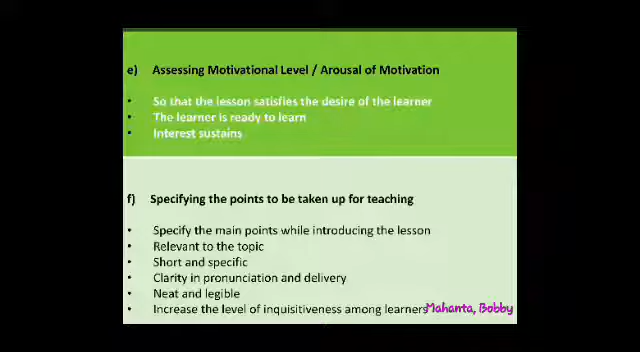 e) Assessing Motivational Level / Arousal of Motivation
• So that the lesson satisfies the desire of the learner
• The learner is ready to learn
• Interest sustains
f) Specifying the points to be taken up for teaching
• Specify the main points while introducing the lesson
• Relevant to the topic
• Short and specific
• Clarity in pronunciation and delivery
• Neat and legible
• Increase the level of inquisitiveness among learners
Mahanta, Bobby